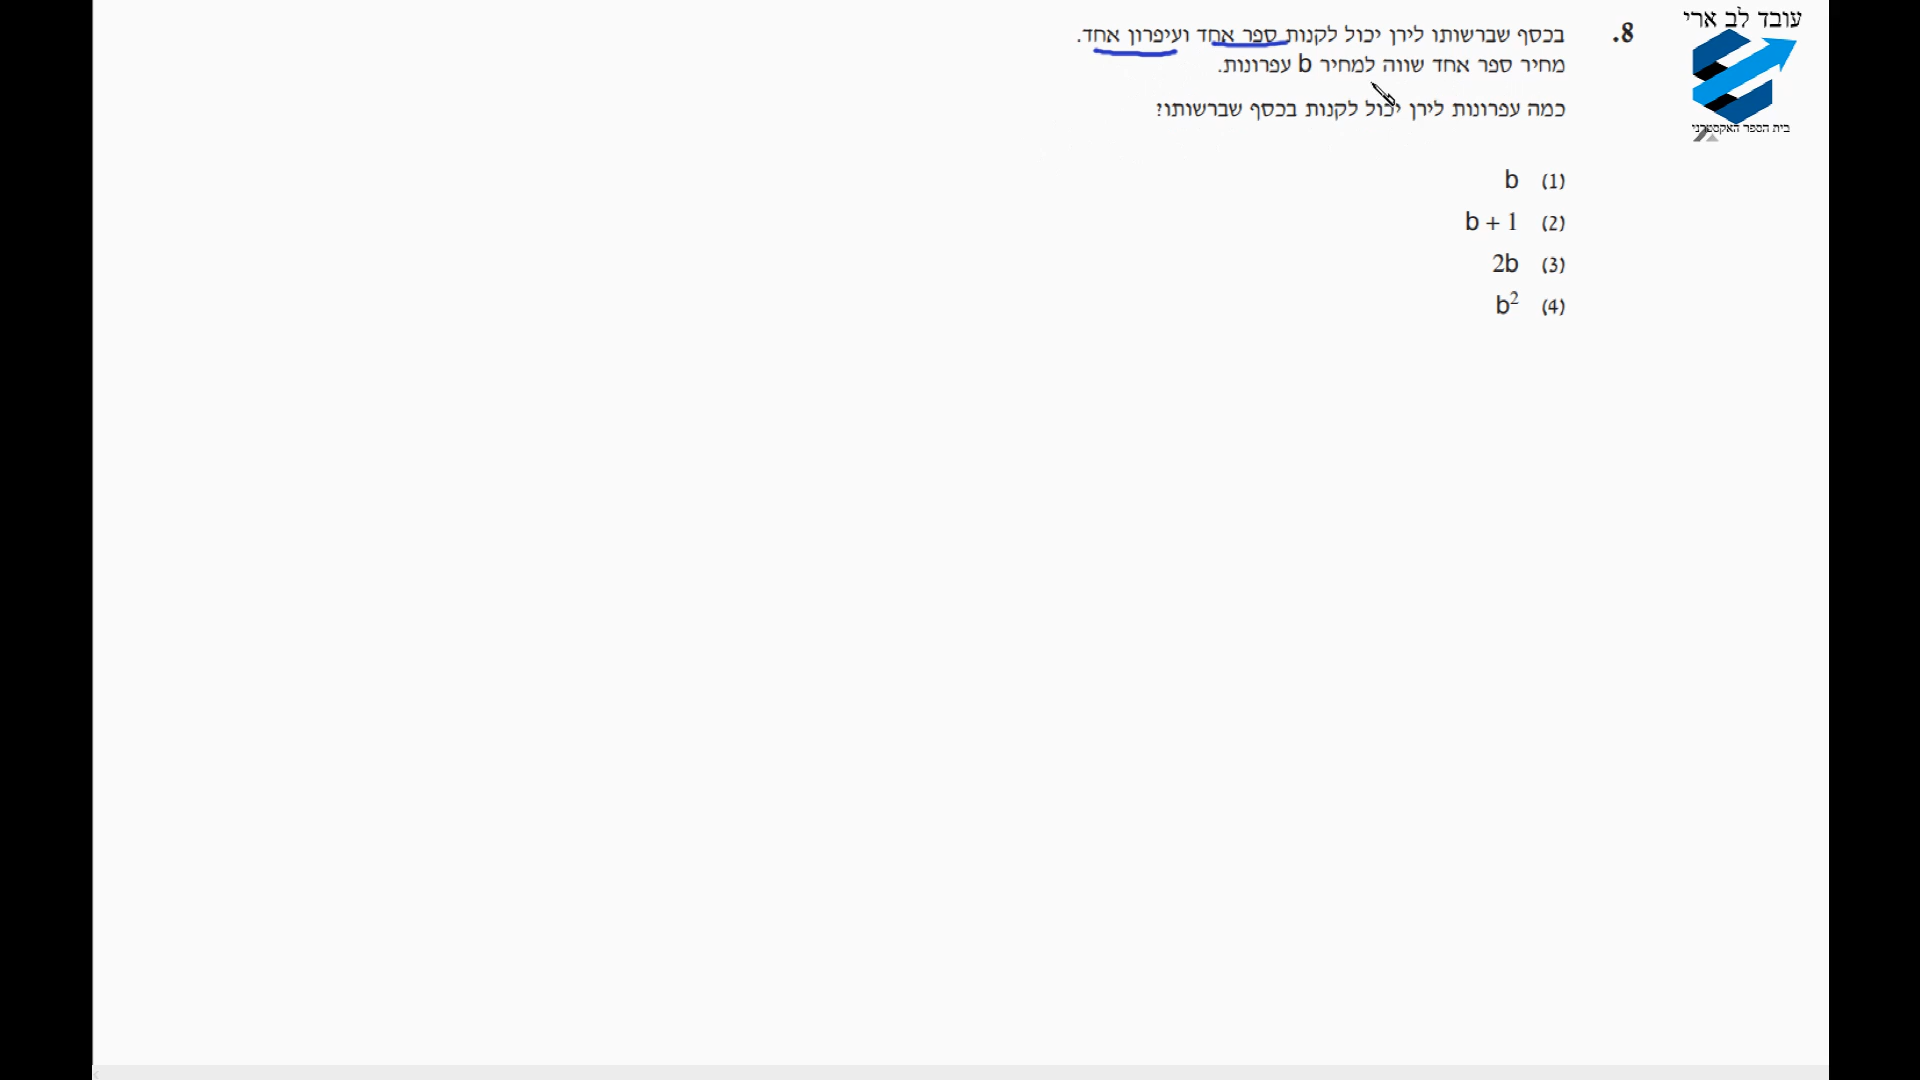 עובד לב ארי
בית הספר האקסטרני
8. בכסף שברשותו לירן יכול לקנות ספר אחד ועיפרון אחד.
מחיר ספר אחד שווה למחיר b עפרונות.
כמה עפרונות לירן יכול לקנות בכסף שברשותו?
(1) b
(2) b + 1
(3) 2b
(4) b²